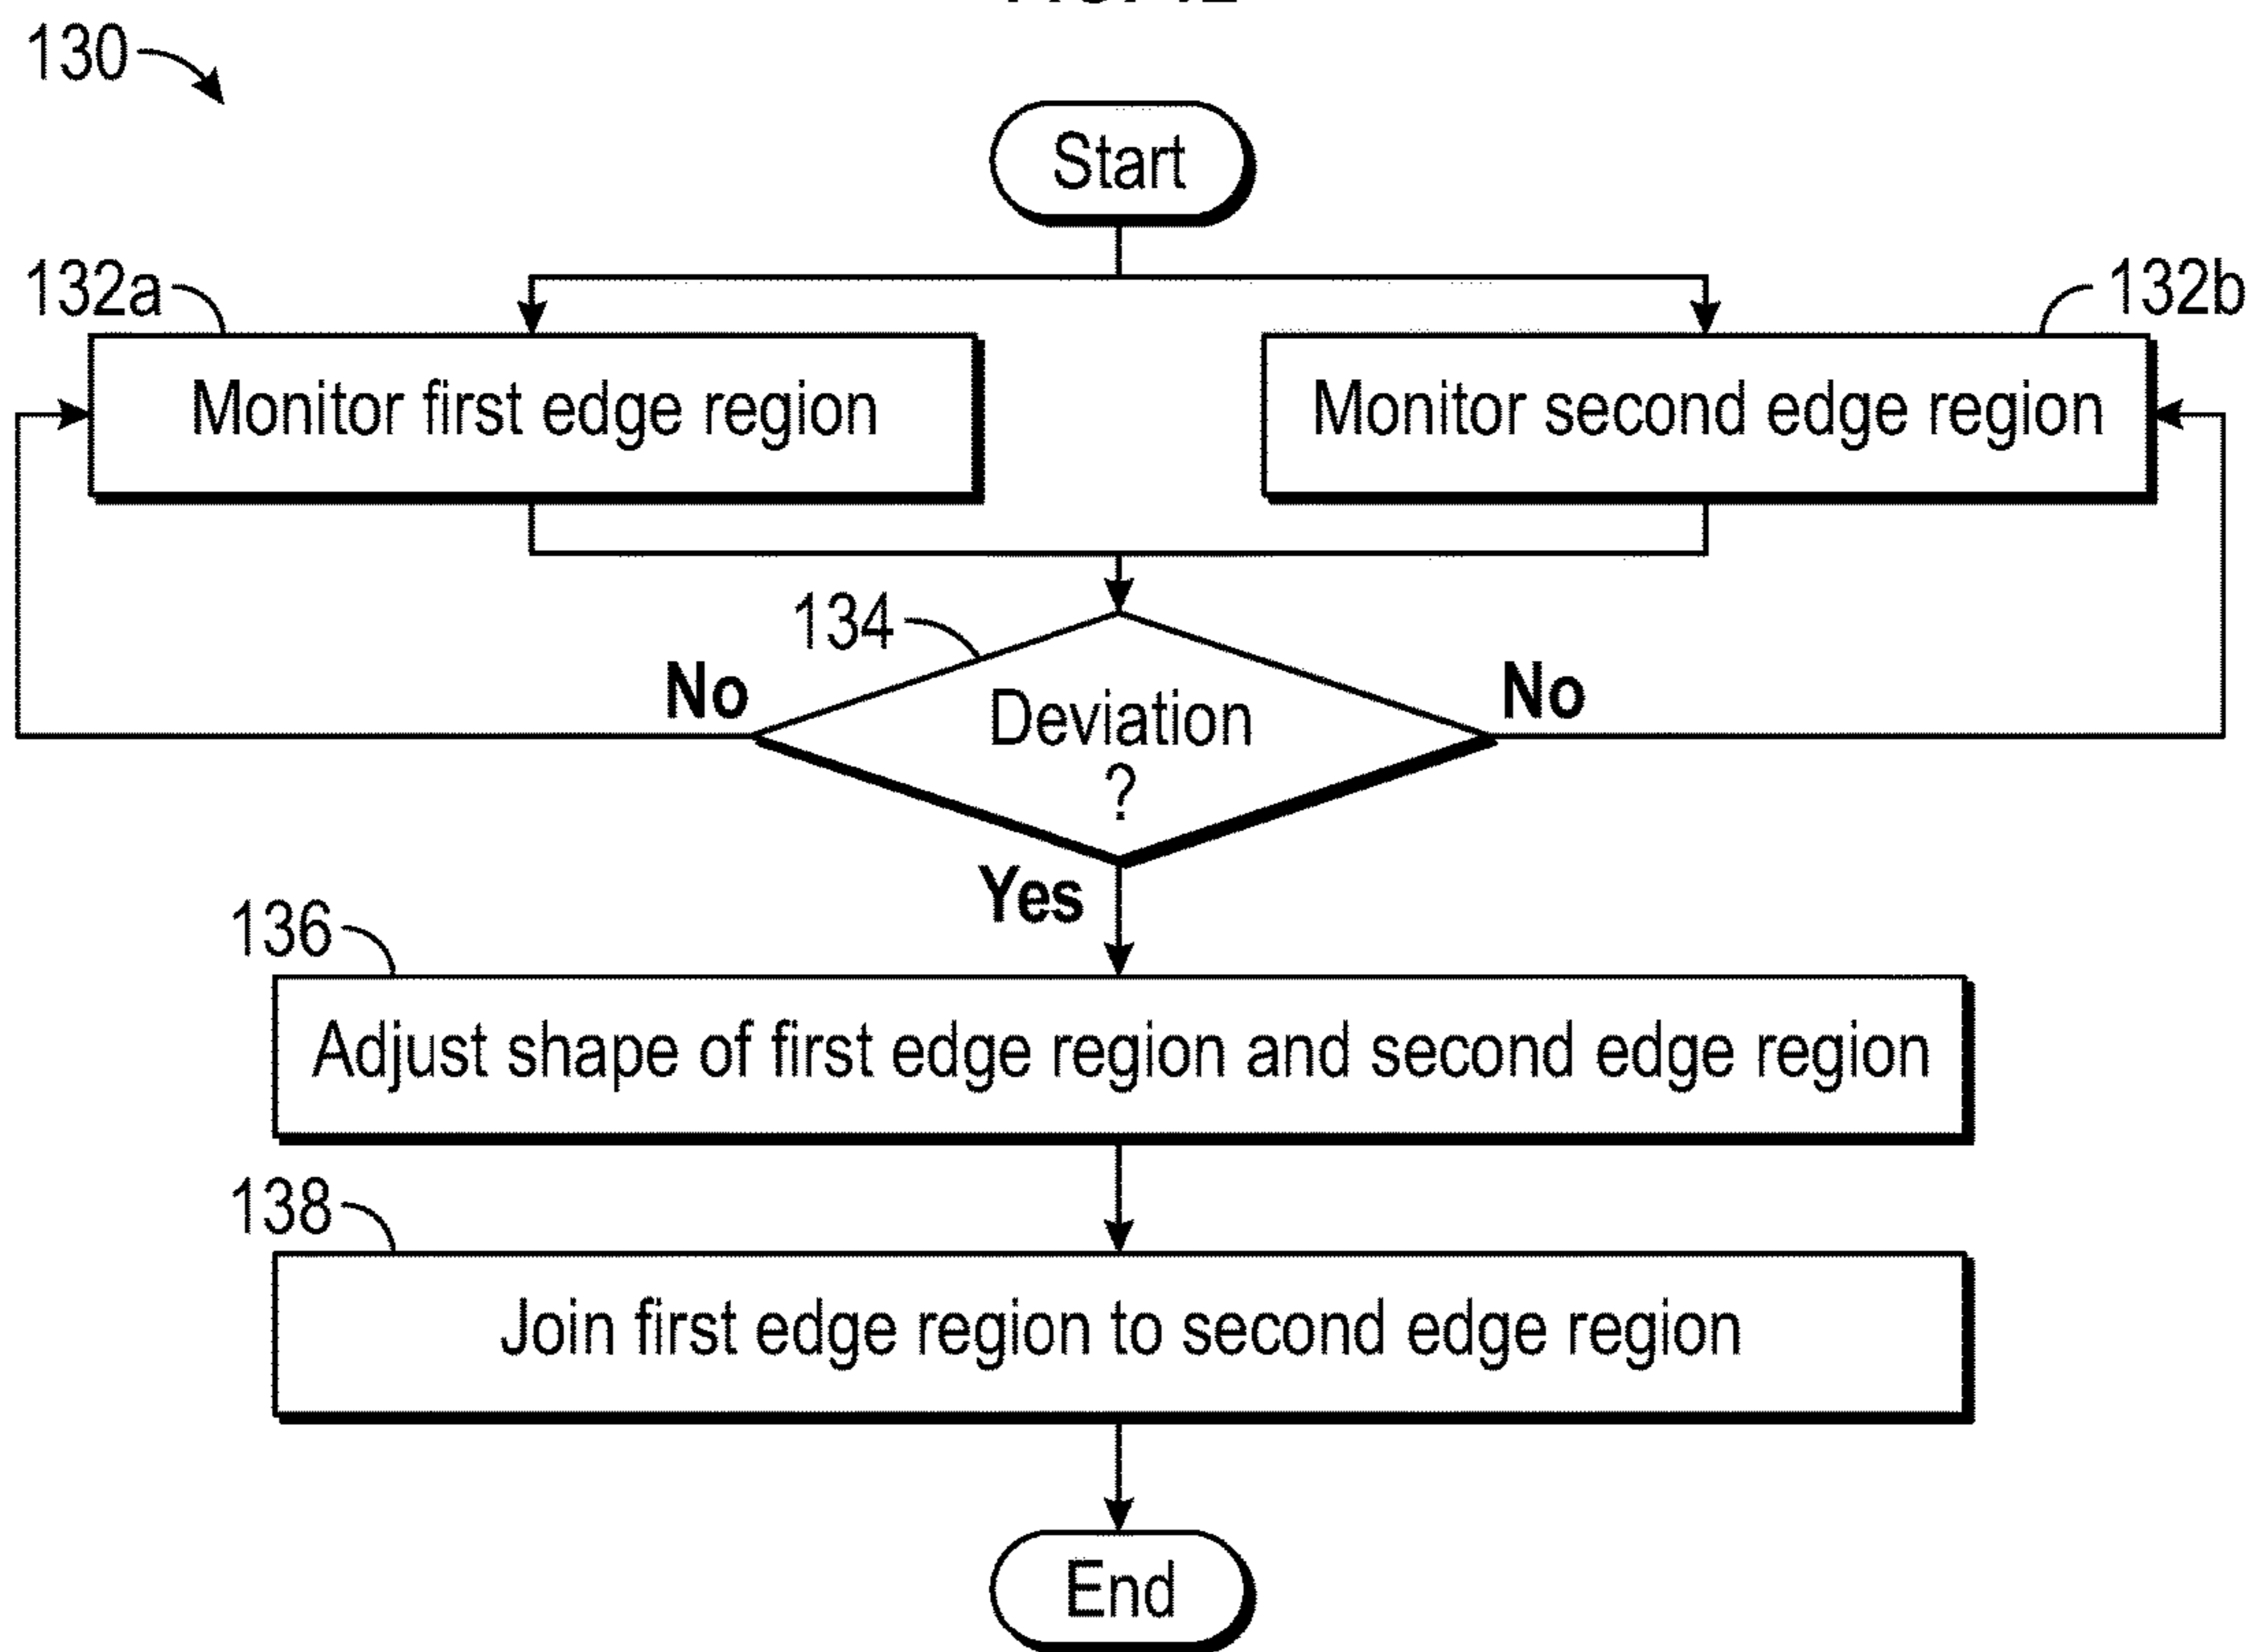 130
Start
132a
132b
Monitor first edge region
Monitor second edge region
134
No
No
Deviation
?
Yes
136
Adjust shape of first edge region and second edge region
138
Join first edge region to second edge region
End